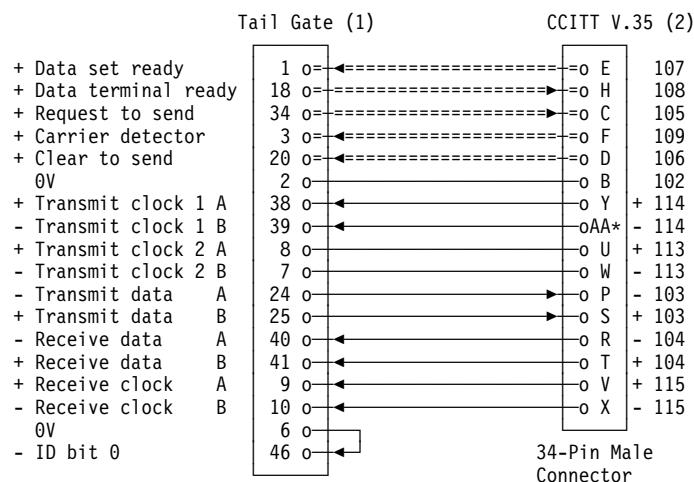 Tail Gate (1) CCITT V.35 (2)
+ Data set ready 1 o E 107
+ Data terminal ready 18 o H 108
+ Request to send 34 o C 105
+ Carrier detector 3 o F 109
+ Clear to send 20 o D 106
0V 2 o o B 102
+ Transmit clock 1 A 38 o o Y + 114
- Transmit clock 1 B 39 o oAA* - 114
+ Transmit clock 2 A 8 o o U + 113
- Transmit clock 2 B 7 o o W - 113
- Transmit data A 24 o o P - 103
+ Transmit data B 25 o o S + 103
- Receive data A 40 o o R - 104
+ Receive data B 41 o o T + 104
+ Receive clock A 9 o o V + 115
- Receive clock B 10 o o X - 115
0V 6 o
- ID bit 0 46 o
34-Pin Male
Connector